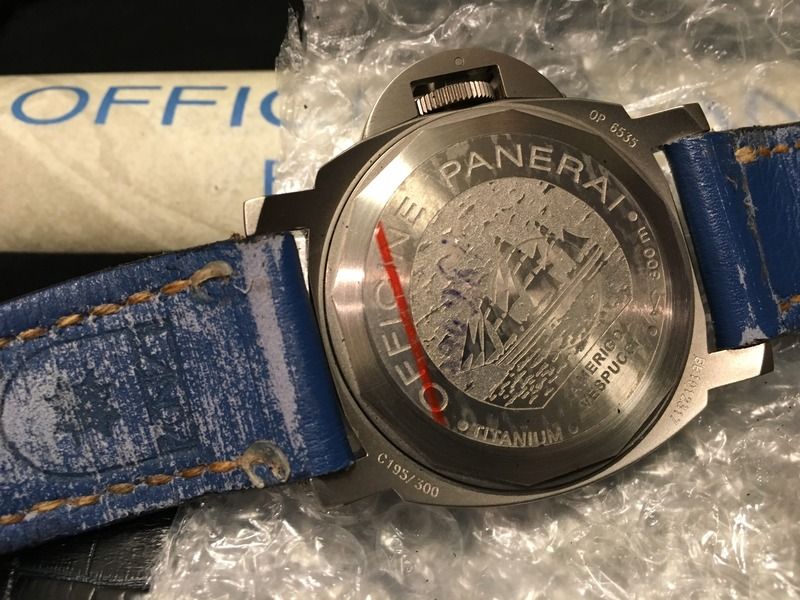 OFFIC
OP 6535
OFFICINE PANERAI
300 m
AMERIGO
VESPUCCI
TITANIUM
C195/300